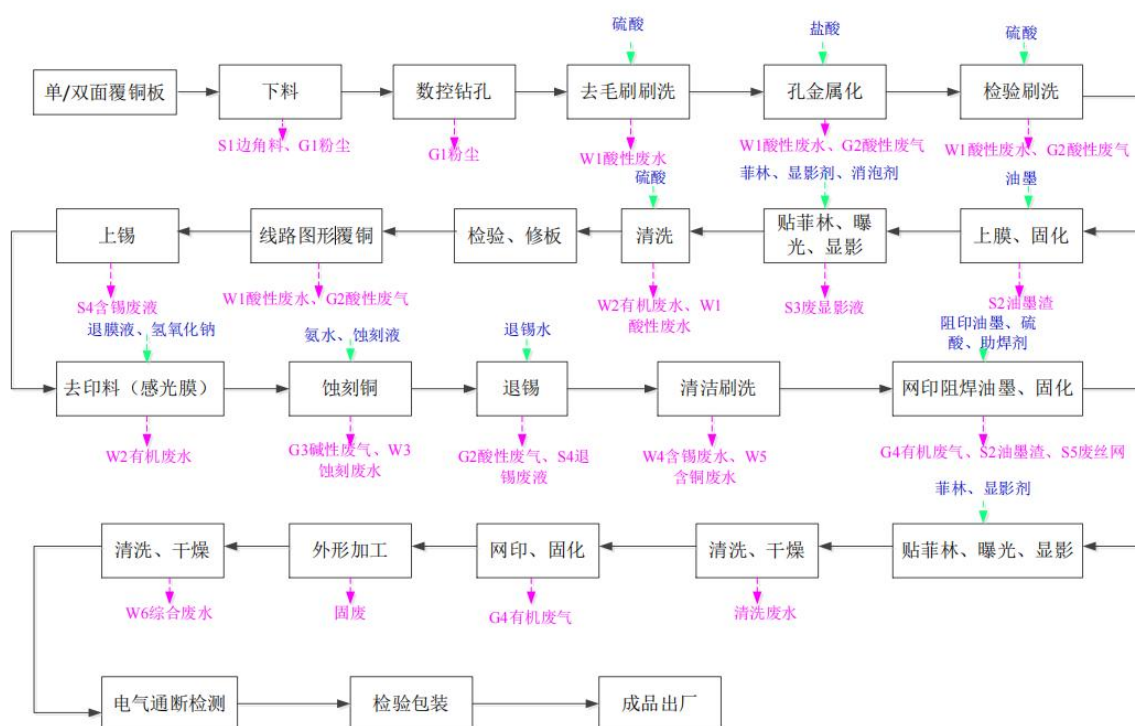 硫酸
盐酸
硫酸
单/双面覆铜板
下料
数控钻孔
去毛刷刷洗
孔金属化
检验刷洗
S1边角料、G1粉尘
G1粉尘
W1酸性废水
W1酸性废水、G2酸性废气
W1酸性废水、G2酸性废气
硫酸
菲林、显影剂、消泡剂
油墨
上锡
线路图形覆铜
检验、修板
清洗
贴菲林、曝
光、显影
上膜、固化
S4含锡废液
W1酸性废水、G2酸性废气
W2有机废水、W1
酸性废水
S3废显影液
S2油墨渣
退膜液、氢氧化钠
氨水、蚀刻液
退锡水
阻印油墨、硫
酸、助焊剂
去印料（感光膜）
蚀刻铜
退锡
清洁刷洗
网印阻焊油墨、固化
W2有机废水
G3碱性废气、W3
蚀刻废水
G2酸性废气、S4退
锡废液
W4含锡废水、W5
含铜废水
G4有机废气、S2油墨渣、S5废丝网
菲林、显影剂
清洗、干燥
外形加工
网印、固化
清洗、干燥
贴菲林、曝光、显影
W6综合废水
固废
G4有机废气
清洗废水
电气通断检测
检验包装
成品出厂